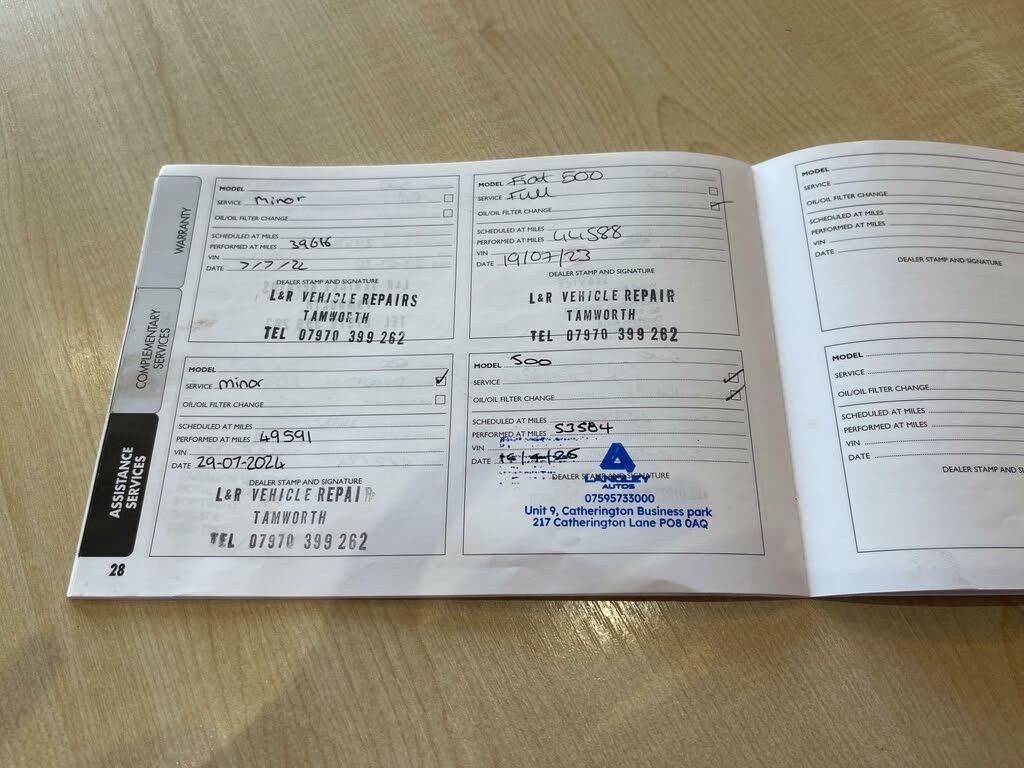 WARRANTY
COMPLEMENTARY
SERVICES
ASSISTANCE
SERVICES
28
MODEL
SERVICE minor
OIL/OIL FILTER CHANGE
SCHEDULED AT MILES
PERFORMED AT MILES 39616
VIN
DATE 7/7/22
DEALER STAMP AND SIGNATURE
L&R VEHICLE REPAIRS
TAMWORTH
TEL 07970 399 262
MODEL Fiat 500
SERVICE Full
OIL/OIL FILTER CHANGE
SCHEDULED AT MILES
PERFORMED AT MILES 44588
VIN
DATE 19/07/23
DEALER STAMP AND SIGNATURE
L&R VEHICLE REPAIR
TAMWORTH
TEL 07970 399 262
MODEL
SERVICE minor
OIL/OIL FILTER CHANGE
SCHEDULED AT MILES
PERFORMED AT MILES 49591
VIN
DATE 29-07-2024
DEALER STAMP AND SIGNATURE
L&R VEHICLE REPAIR
TAMWORTH
TEL 07970 399 262
MODEL 500
SERVICE
OIL/OIL FILTER CHANGE
SCHEDULED AT MILES
PERFORMED AT MILES 53584
VIN
DATE
DEALER STAMP AND SIGNATURE
LANGLEY
AUTOS
07595733000
Unit 9, Catherington Business park
217 Catherington Lane PO8 0AQ
MODEL
SERVICE
OIL/OIL FILTER CHANGE
SCHEDULED AT MILES
PERFORMED AT MILES
VIN
DATE
DEALER STAMP AND SIGNATURE
MODEL
SERVICE
OIL/OIL FILTER CHANGE
SCHEDULED AT MILES
PERFORMED AT MILES
VIN
DATE
DEALER STAMP AND